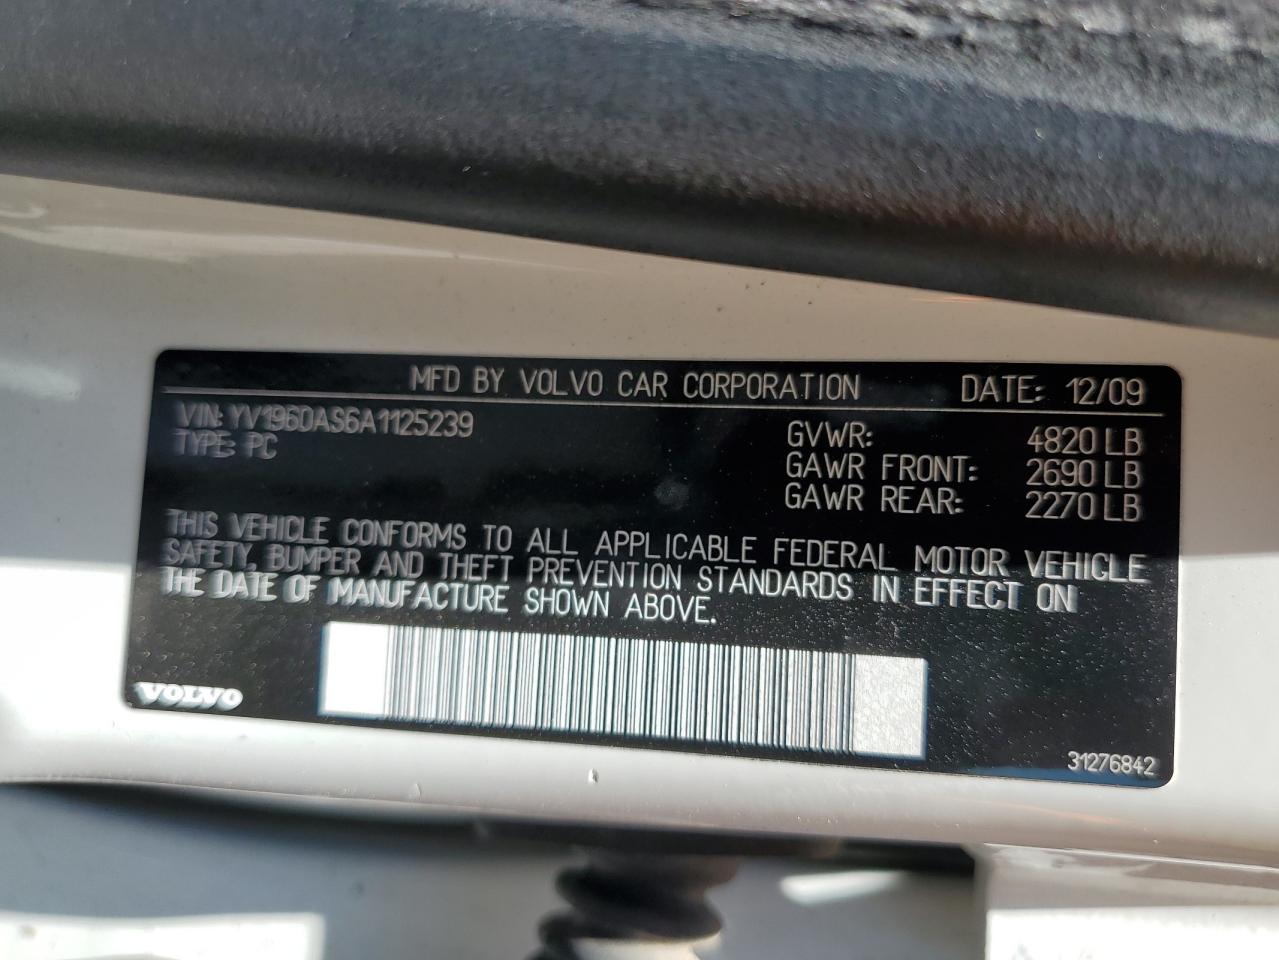 MFD BY VOLVO CAR CORPORATION DATE: 12/09
VIN: YV1960AS6A1125239
TYPE: PC
GVWR: 4820 LB
GAWR FRONT: 2690 LB
GAWR REAR: 2270 LB
THIS VEHICLE CONFORMS TO ALL APPLICABLE FEDERAL MOTOR VEHICLE
SAFETY, BUMPER AND THEFT PREVENTION STANDARDS IN EFFECT ON
THE DATE OF MANUFACTURE SHOWN ABOVE.
VOLVO
31276842